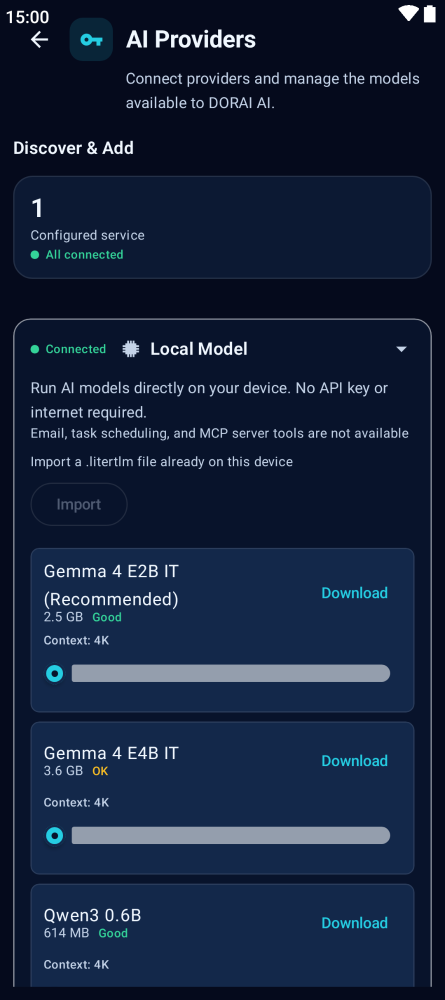 15:00
AI Providers
Connect providers and manage the models
available to DORAI AI.
Discover & Add
1
Configured service
All connected
Connected
Local Model
Run AI models directly on your device. No API key or
internet required.
Email, task scheduling, and MCP server tools are not available
Import a .litertlm file already on this device
Import
Gemma 4 E2B IT
(Recommended)
2.5 GB Good
Download
Context: 4K
Gemma 4 E4B IT
3.6 GB OK
Download
Context: 4K
Qwen3 0.6B
614 MB Good
Download
Context: 4K